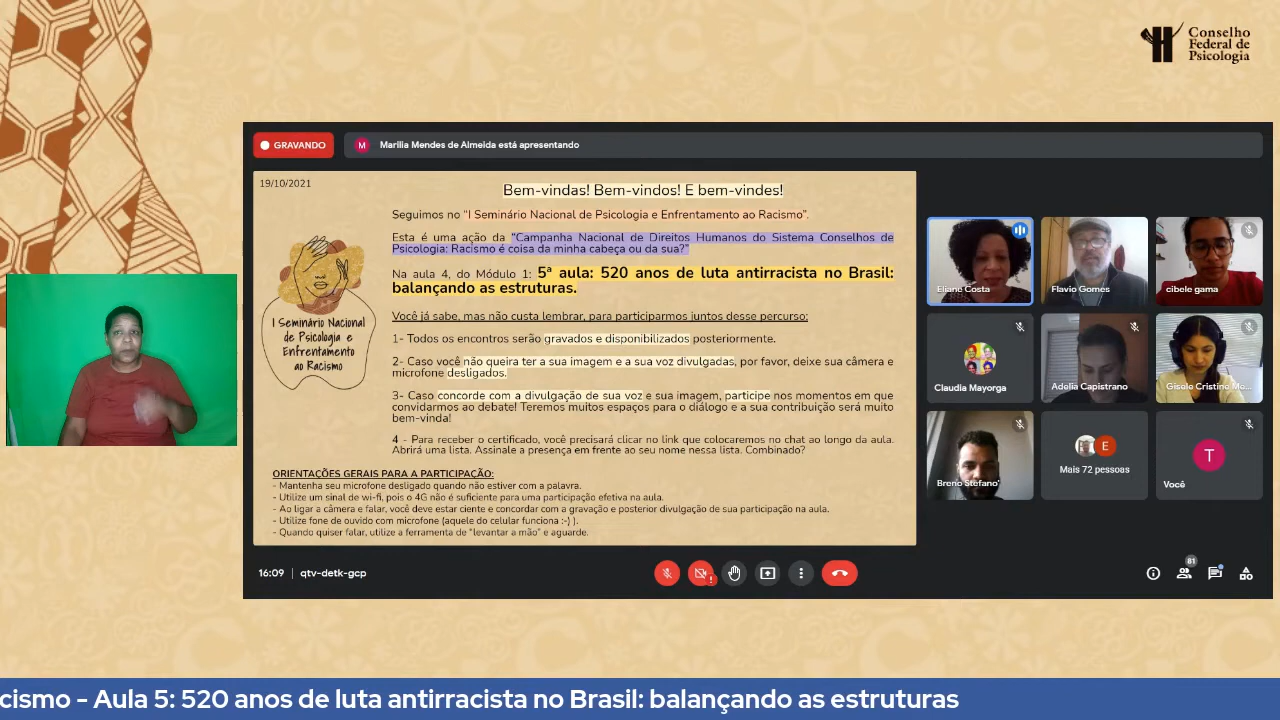 Conselho
Federal de
Psicologia
GRAVANDO
M
Marilia Mendes de Almeida está apresentando
19/10/2021
Bem-vindas! Bem-vindos! E bem-vindes!
Seguimos no "I Seminário Nacional de Psicologia e Enfrentamento ao Racismo".
Esta é uma ação da "Campanha Nacional de Direitos Humanos do Sistema Conselhos de
Psicologia: Racismo é coisa da minha cabeça ou da sua?"
Na aula 4, do Módulo 1: 5ª aula: 520 anos de luta antirracista no Brasil:
balançando as estruturas.
Você já sabe, mas não custa lembrar, para participarmos juntos desse percurso:
1- Todos os encontros serão gravados e disponibilizados posteriormente.
2- Caso você não queira ter a sua imagem e a sua voz divulgadas, por favor, deixe sua câmera e
microfone desligados.
3- Caso concorde com a divulgação de sua voz e sua imagem, participe nos momentos em que
convidarmos ao debate! Teremos muitos espaços para o diálogo e a sua contribuição será muito
bem-vinda!
4 - Para receber o certificado, você precisará clicar no link que colocaremos no chat ao longo da aula.
Abrirá uma lista. Assinale a presença em frente ao seu nome nessa lista. Combinado?
I Seminário Nacional
de Psicologia e
Enfrentamento
ao Racismo
ORIENTAÇÕES GERAIS PARA A PARTICIPAÇÃO:
- Mantenha seu microfone desligado quando não estiver com a palavra.
- Utilize um sinal de wi-fi, pois o 4G não é suficiente para uma participação efetiva na aula.
- Ao ligar a câmera e falar, você deve estar ciente e concordar com a gravação e posterior divulgação de sua participação na aula.
- Utilize fone de ouvido com microfone (aquele do celular funciona :-) ).
- Quando quiser falar, utilize a ferramenta de "levantar a mão" e aguarde.
Eliane Costa
Flavio Gomes
cibele gama
Claudia Mayorga
Adelia Capistrano
Gisele Cristine Me...
Breno Stefano
E
Mais 72 pessoas
T
Você
16:09 | qtv-detk-gcp
81
cismo - Aula 5: 520 anos de luta antirracista no Brasil: balançando as estruturas